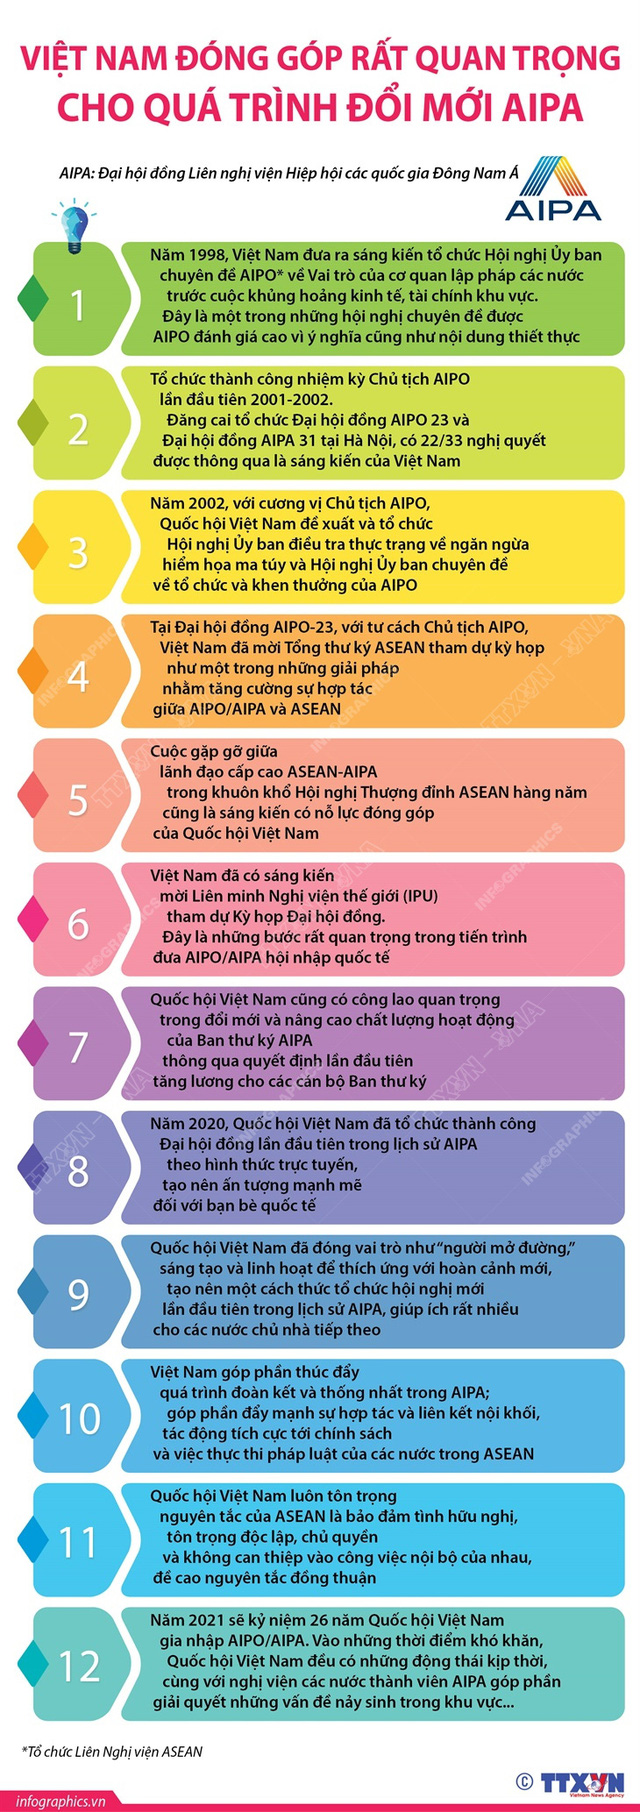 VIỆT NAM ĐÓNG GÓP RẤT QUAN TRỌNG
CHO QUÁ TRÌNH ĐỔI MỚI AIPA
AIPA: Đại hội đồng Liên nghị viện Hiệp hội các quốc gia Đông Nam Á
AIPA
1
Năm 1998, Việt Nam đưa ra sáng kiến tổ chức Hội nghị Ủy ban
chuyên đề AIPO* về Vai trò của cơ quan lập pháp các nước
trước cuộc khủng hoảng kinh tế, tài chính khu vực.
Đây là một trong những hội nghị chuyên đề được
AIPO đánh giá cao vì ý nghĩa cũng như nội dung thiết thực
2
Tổ chức thành công nhiệm kỳ Chủ tịch AIPO
lần đầu tiên 2001-2002.
Đăng cai tổ chức Đại hội đồng AIPO 23 và
Đại hội đồng AIPA 31 tại Hà Nội, có 22/33 nghị quyết
được thông qua là sáng kiến của Việt Nam
3
Năm 2002, với cương vị Chủ tịch AIPO,
Quốc hội Việt Nam đề xuất và tổ chức
Hội nghị Ủy ban điều tra thực trạng về ngăn ngừa
hiểm họa ma túy và Hội nghị Ủy ban chuyên đề
về tổ chức và khen thưởng của AIPO
4
Tại Đại hội đồng AIPO-23, với tư cách Chủ tịch AIPO,
Việt Nam đã mời Tổng thư ký ASEAN tham dự kỳ họp
như một trong những giải pháp
nhằm tăng cường sự hợp tác
giữa AIPO/AIPA và ASEAN
5
Cuộc gặp gỡ giữa
lãnh đạo cấp cao ASEAN-AIPA
trong khuôn khổ Hội nghị Thượng đỉnh ASEAN hàng năm
cũng là sáng kiến có nỗ lực đóng góp
của Quốc hội Việt Nam
6
Việt Nam đã có sáng kiến
mời Liên minh Nghị viện thế giới (IPU)
tham dự Kỳ họp Đại hội đồng.
Đây là những bước rất quan trọng trong tiến trình
đưa AIPO/AIPA hội nhập quốc tế
7
Quốc hội Việt Nam cũng có công lao quan trọng
trong đổi mới và nâng cao chất lượng hoạt động
của Ban thư ký AIPA
thông qua quyết định lần đầu tiên
tăng lương cho các cán bộ Ban thư ký
8
Năm 2020, Quốc hội Việt Nam đã tổ chức thành công
Đại hội đồng lần đầu tiên trong lịch sử AIPA
theo hình thức trực tuyến,
tạo nên ấn tượng mạnh mẽ
đối với bạn bè quốc tế
9
Quốc hội Việt Nam đã đóng vai trò như “người mở đường,”
sáng tạo và linh hoạt để thích ứng với hoàn cảnh mới,
tạo nên một cách thức tổ chức hội nghị mới
lần đầu tiên trong lịch sử AIPA, giúp ích rất nhiều
cho các nước chủ nhà tiếp theo
10
Việt Nam góp phần thúc đẩy
quá trình đoàn kết và thống nhất trong AIPA;
góp phần đẩy mạnh sự hợp tác và liên kết nội khối,
tác động tích cực tới chính sách
và việc thực thi pháp luật của các nước trong ASEAN
11
Quốc hội Việt Nam luôn tôn trọng
nguyên tắc của ASEAN là bảo đảm tình hữu nghị,
tôn trọng độc lập, chủ quyền
và không can thiệp vào công việc nội bộ của nhau,
đề cao nguyên tắc đồng thuận
12
Năm 2021 sẽ kỷ niệm 26 năm Quốc hội Việt Nam
gia nhập AIPO/AIPA. Vào những thời điểm khó khăn,
Quốc hội Việt Nam đều có những động thái kịp thời,
cùng với nghị viện các nước thành viên AIPA góp phần
giải quyết những vấn đề nảy sinh trong khu vực...
*Tổ chức Liên Nghị viện ASEAN
© TTXVN
Vietnam News Agency
infographics.vn